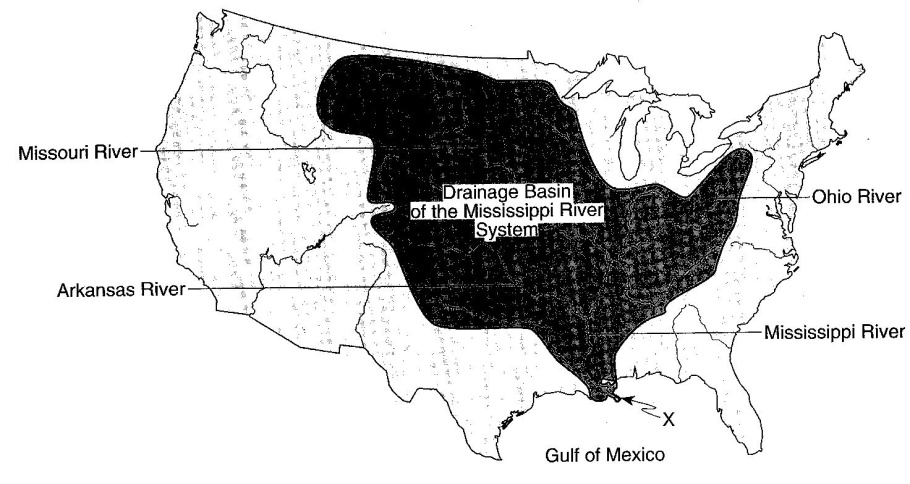 Missouri River
Drainage Basin
of the Mississippi River
System
Ohio River
Arkansas River
Mississippi River
X
Gulf of Mexico